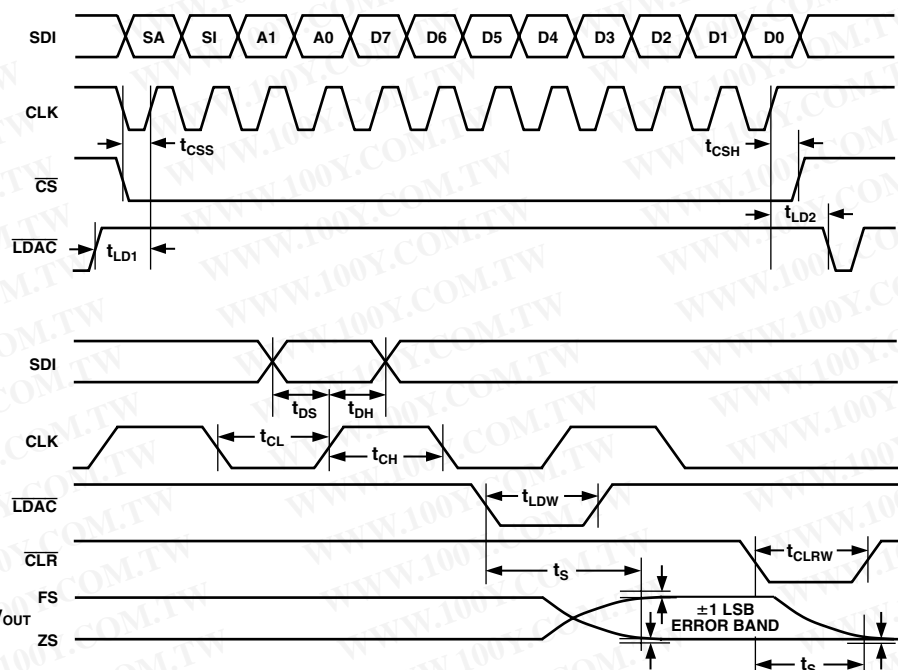 SDI SA SI A1 A0 D7 D6 D5 D4 D3 D2 D1 D0
CLK
tCSS tCSH
CS
tLD2
LDAC tLD1
SDI
tDS tDH
CLK tCL tCH
LDAC tLDW
CLR tCLRW
tS
FS
VOUT ±1 LSB
ERROR BAND
ZS
tS
WWW.100Y.COM.TW